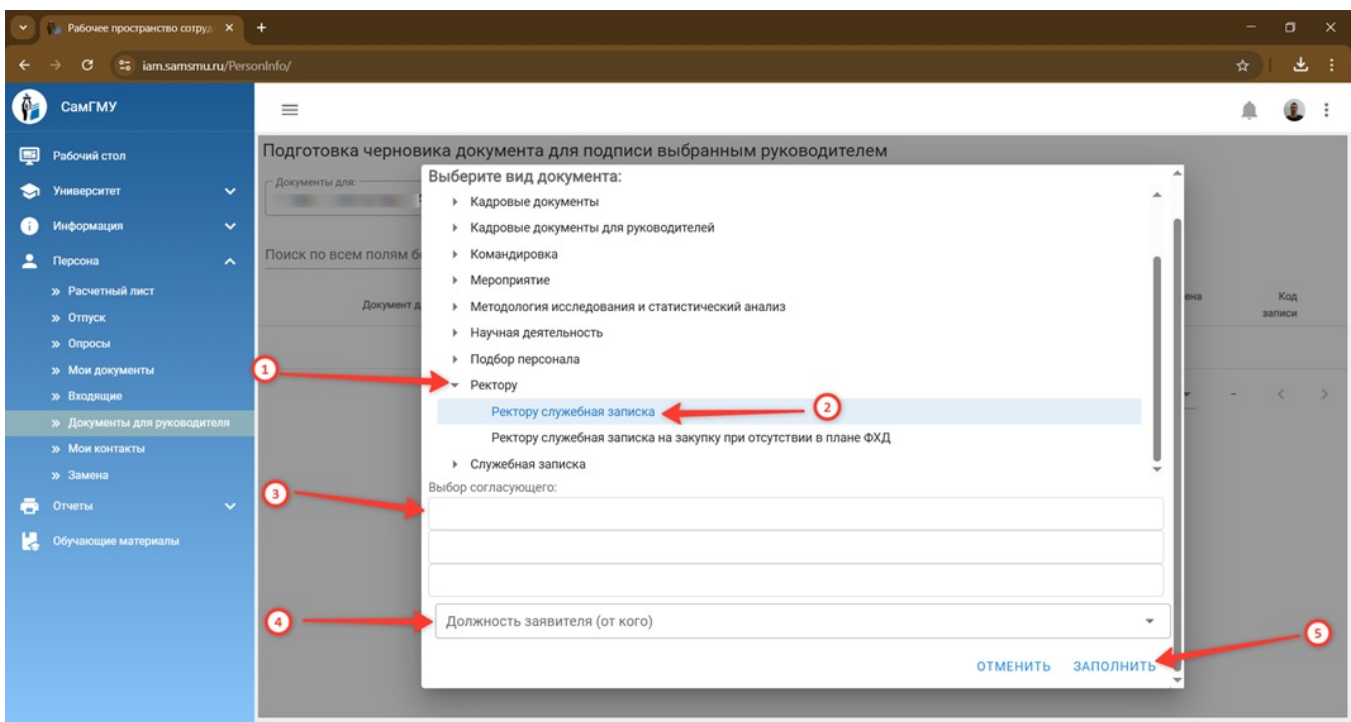 Рабочее пространство сотруд
iam.samsmu.ru/PersonInfo/
СамГМУ
Рабочий стол
Университет
Информация
Персона
Расчетный лист
Отпуск
Опросы
Мои документы
Входящие
Документы для руководителя
Мои контакты
Замена
Отчеты
Обучающие материалы
Подготовка черновика документа для подписи выбранным руководителем
Документы для:
Поиск по всем полям б
Документ д
ена
Код записи
Выберите вид документа:
Кадровые документы
Кадровые документы для руководителей
Командировка
Мероприятие
Методология исследования и статистический анализ
Научная деятельность
Подбор персонала
1
Ректору
Ректору служебная записка
2
Ректору служебная записка на закупку при отсутствии в плане ФХД
Служебная записка
Выбор согласующего:
3
4
Должность заявителя (от кого)
5
ОТМЕНИТЬ ЗАПОЛНИТЬ